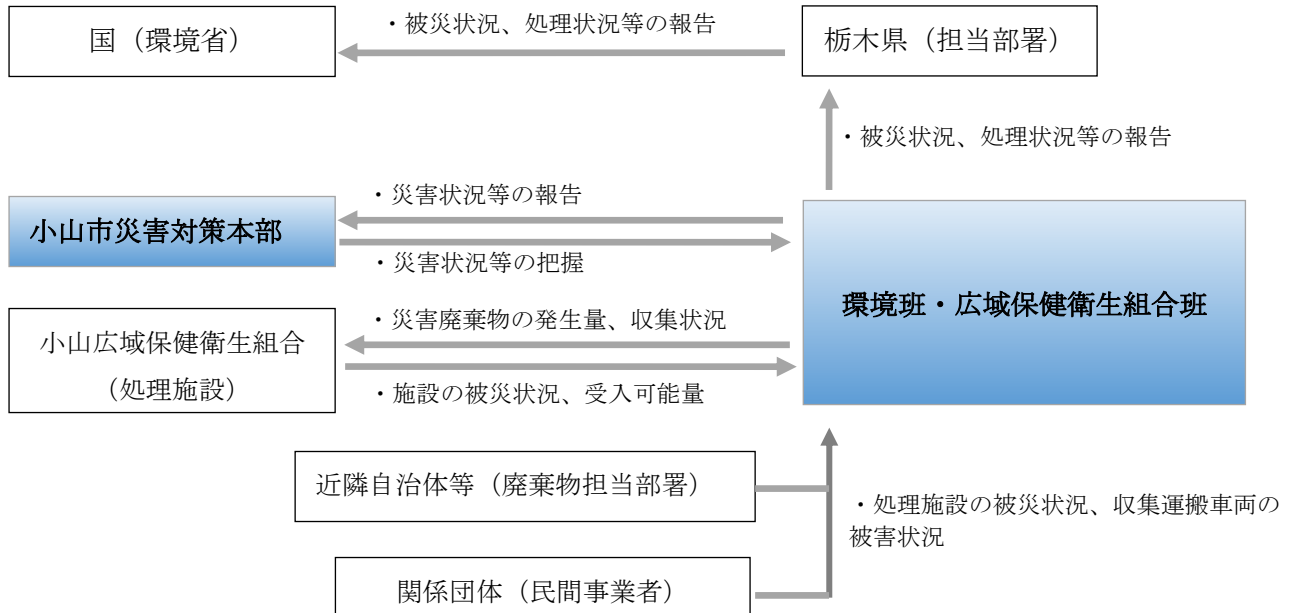 国（環境省）
・被災状況、処理状況等の報告
栃木県（担当部署）
・被災状況、処理状況等の報告
小山市災害対策本部
・災害状況等の報告
・災害状況等の把握
環境班・広域保健衛生組合班
小山広域保健衛生組合
（処理施設）
・災害廃棄物の発生量、収集状況
・施設の被災状況、受入可能量
近隣自治体等（廃棄物担当部署）
・処理施設の被災状況、収集運搬車両の
被害状況
関係団体（民間事業者）